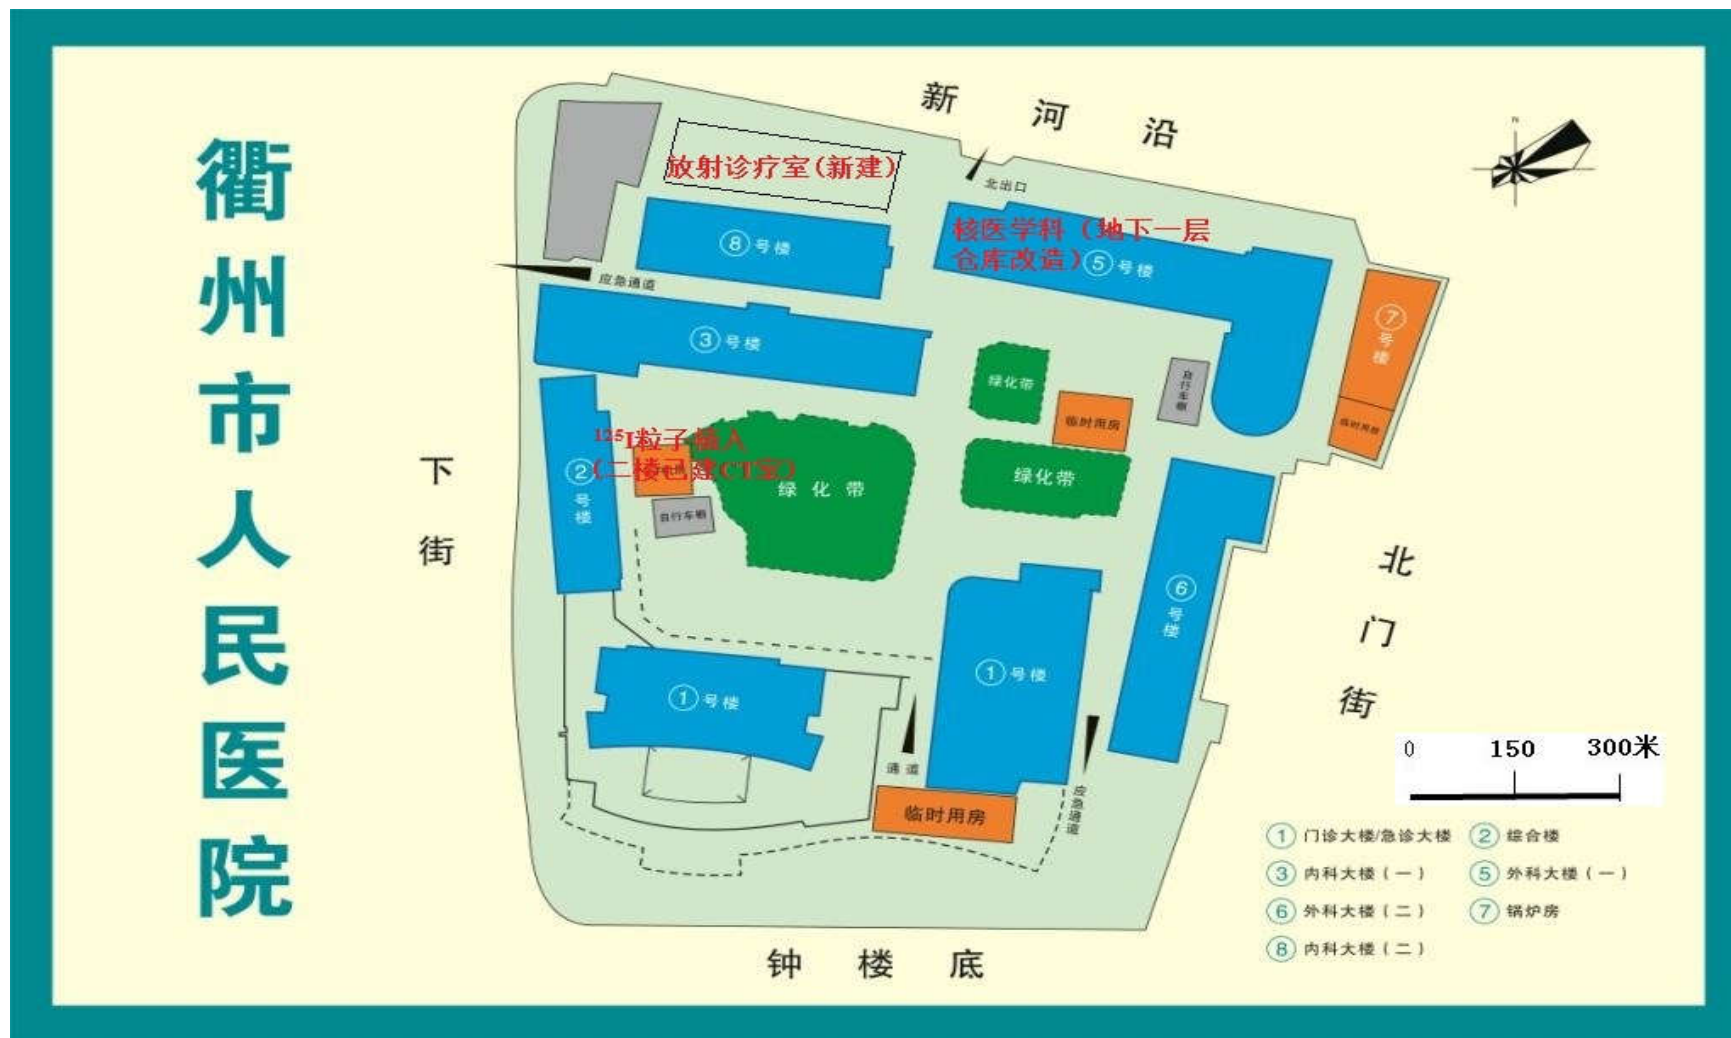 衢州市人民医院
新河沿
N
放射诊疗室(新建)
北出口
核医学科（地下一层
仓库改造）
⑤号楼
⑧号楼
应急通道
③号楼
⑦号楼
临时用房
自行车棚
绿化带
临时用房
绿化带
¹²⁵I粒子植入
（二楼已建CT室）
②号楼
绿化带
自行车棚
下街
北门街
⑥号楼
①号楼
①号楼
通道
应急通道
临时用房
0 150 300米
①门诊大楼/急诊大楼 ②综合楼
③内科大楼(一) ⑤外科大楼(一)
⑥外科大楼(二) ⑦锅炉房
⑧内科大楼(二)
钟楼底